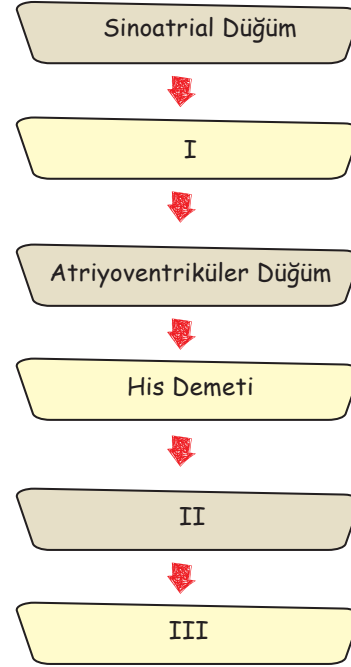 Sinoatrial Düğüm
I
Atriyoventriküler Düğüm
His Demeti
II
III